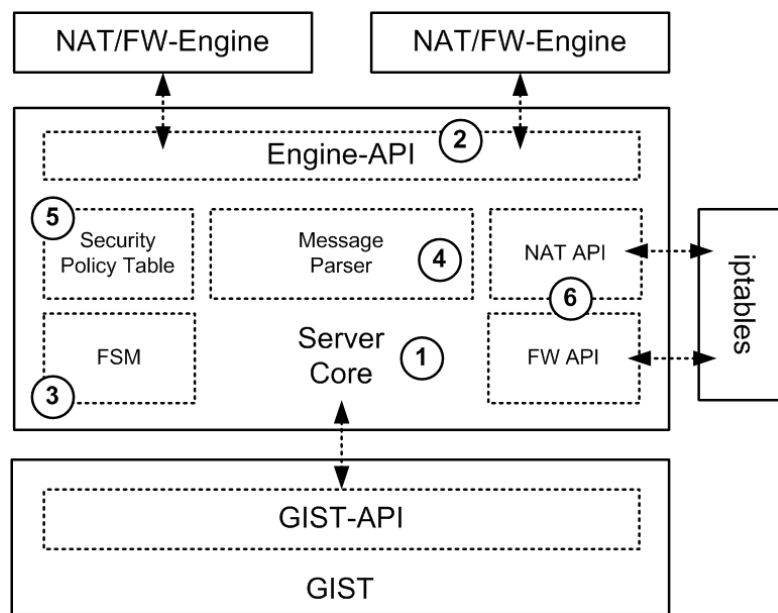 NAT/FW-Engine
NAT/FW-Engine
Engine-API
2
5
Security
Policy Table
Message
Parser
4
NAT API
6
iptables
FSM
3
Server
Core
1
FW API
GIST-API
GIST